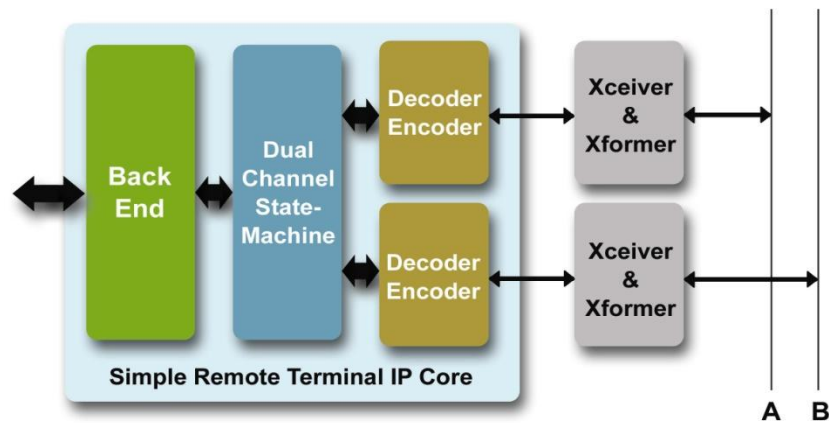 Back
End
Dual
Channel
State-
Machine
Decoder
Encoder
Decoder
Encoder
Xceiver
&
Xformer
Xceiver
&
Xformer
Simple Remote Terminal IP Core
A
B